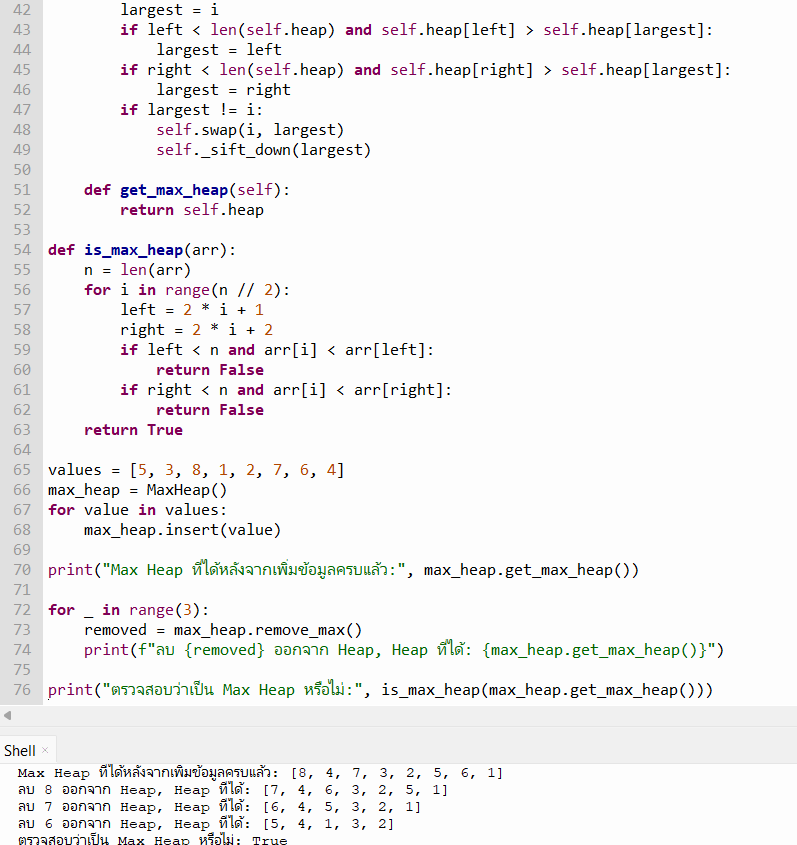 42 largest = i
43 if left < len(self.heap) and self.heap[left] > self.heap[largest]:
44 largest = left
45 if right < len(self.heap) and self.heap[right] > self.heap[largest]:
46 largest = right
47 if largest != i:
48 self.swap(i, largest)
49 self._sift_down(largest)
50
51 def get_max_heap(self):
52 return self.heap
53
54 def is_max_heap(arr):
55 n = len(arr)
56 for i in range(n // 2):
57 left = 2 * i + 1
58 right = 2 * i + 2
59 if left < n and arr[i] < arr[left]:
60 return False
61 if right < n and arr[i] < arr[right]:
62 return False
63 return True
64
65 values = [5, 3, 8, 1, 2, 7, 6, 4]
66 max_heap = MaxHeap()
67 for value in values:
68 max_heap.insert(value)
69
70 print("Max Heap ที่ได้หลังจากเพิ่มข้อมูลครบแล้ว:", max_heap.get_max_heap())
71
72 for _ in range(3):
73 removed = max_heap.remove_max()
74 print(f"ลบ {removed} ออกจาก Heap, Heap ที่ได้: {max_heap.get_max_heap()}")
75
76 print("ตรวจสอบว่าเป็น Max Heap หรือไม่:", is_max_heap(max_heap.get_max_heap()))
Shell ×
Max Heap ที่ได้หลังจากเพิ่มข้อมูลครบแล้ว: [8, 4, 7, 3, 2, 5, 6, 1]
ลบ 8 ออกจาก Heap, Heap ที่ได้: [7, 4, 6, 3, 2, 5, 1]
ลบ 7 ออกจาก Heap, Heap ที่ได้: [6, 4, 5, 3, 2, 1]
ลบ 6 ออกจาก Heap, Heap ที่ได้: [5, 4, 1, 3, 2]
ตรวจสอบว่าเป็น Max Heap หรือไม่: True